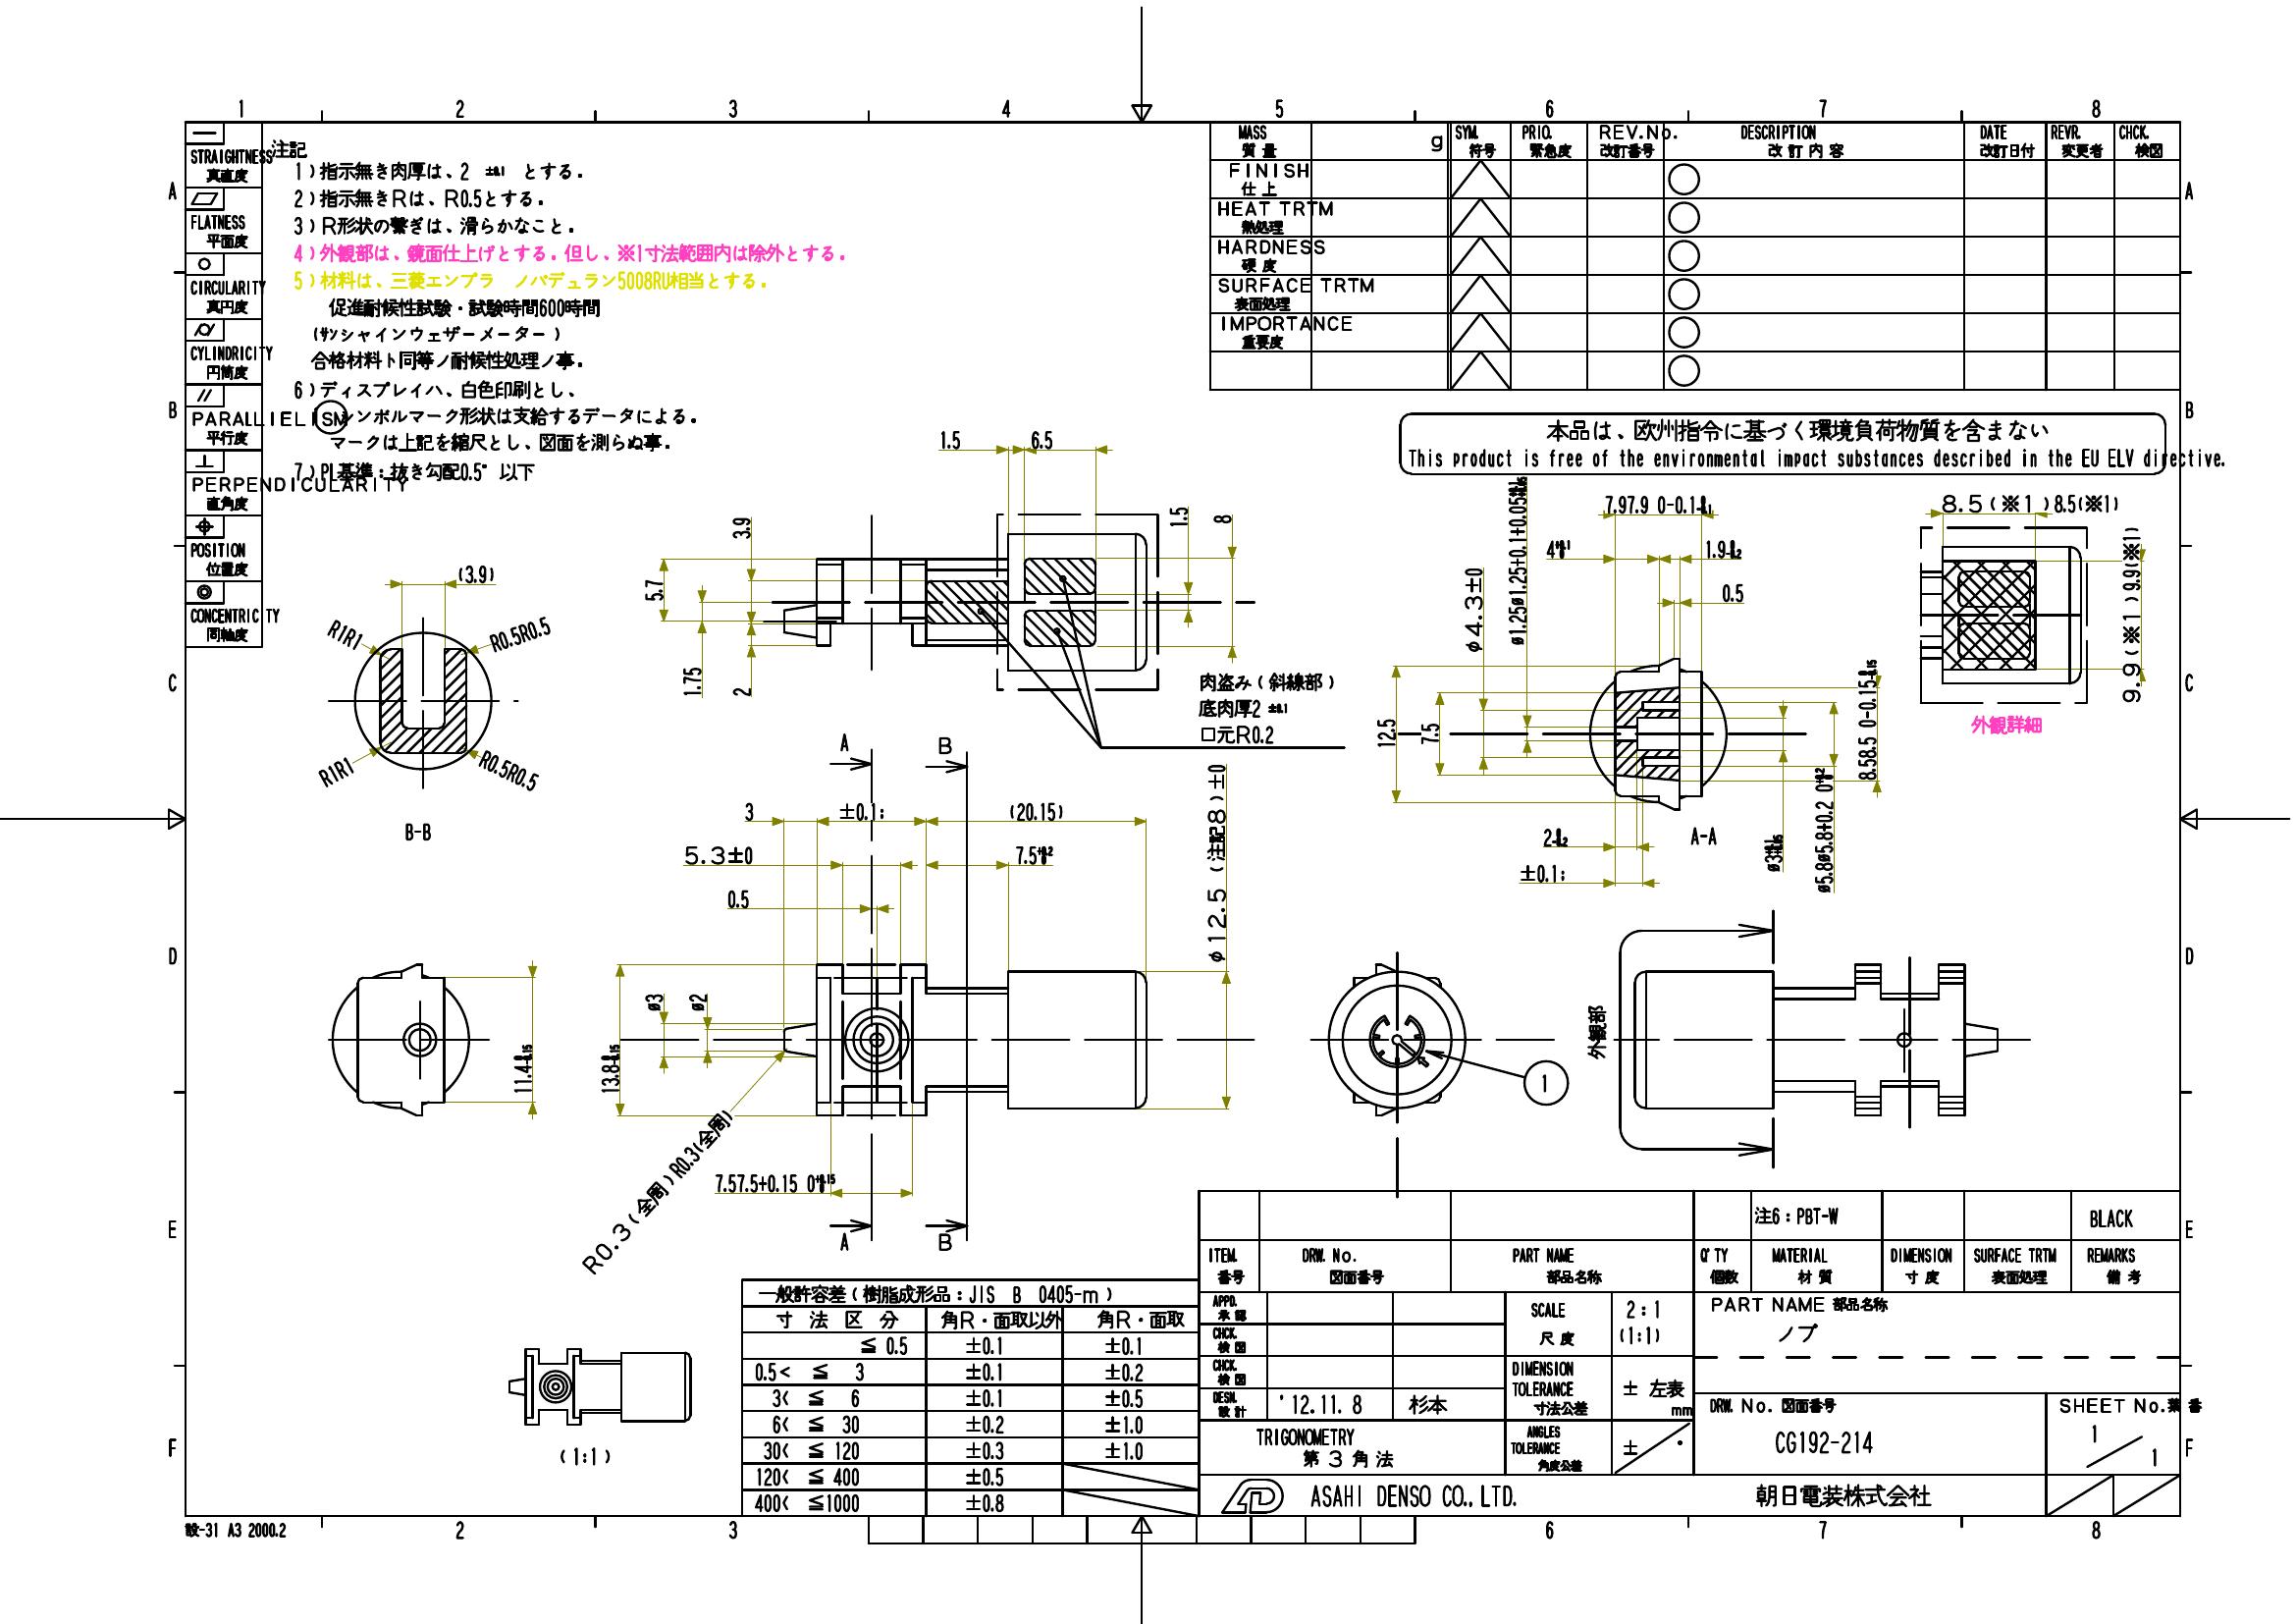 1 2 3 4 5 6 7 8
STRAIGHTNESS
真直度
FLATNESS
平面度
CIRCULARITY
真円度
CYLINDRICITY
円筒度
PARALLIELISM
平行度
PERPENDICULARITY
直角度
POSITION
位置度
CONCENTRICTY
同軸度
注記
1)指示無き肉厚は、2 ±0.1 とする.
2)指示無きRは、R0.5とする.
3)R形状の繋ぎは、滑らかなこと.
4)外観部は、鏡面仕上げとする.但し、※1寸法範囲内は除外とする.
5)材料は、三菱エンプラ ノバデュラン5008RU相当とする.
促進耐候性試験・試験時間600時間
(サンシャインウェザーメーター)
合格材料ト同等ノ耐候性処理ノ事.
6)ディスプレイハ、白色印刷とし、
シンボルマーク形状は支給するデータによる.
マークは上記を縮尺とし、図面を測らぬ事.
7)PL基準:抜き勾配0.5° 以下
MASS g SYM. PRIO. REV.No. DESCRIPTION DATE REVR. CHCK.
質量 符号 緊急度 改訂番号 改訂内容 改訂日付 変更者 検図
FINISH
仕上
HEAT TRTM
熱処理
HARDNESS
硬度
SURFACE TRTM
表面処理
IMPORTANCE
重要度
本品は、欧州指令に基づく環境負荷物質を含まない
This product is free of the environmental impact substances described in the EU ELV directive.
(3.9)
R1R1
R0.5R0.5
R1R1
R0.5R0.5
B-B
1.5 6.5
3.9
5.7
1.75
2
1.5
8
肉盗み(斜線部)
底肉厚2 ±0.1
□元R0.2
7.97.9 0-0.1
4
1.9
0.5
φ4.3±0
ø1.25ø1.25+0.1+0.05
12.5
7.5
8.58.5 0-0.15
ø5.8ø5.8+0.2 0
ø3
2
±0.1:
A-A
8.5(※1)8.5(※1)
9.9(※1)9.9(※1)
外観詳細
A B
3 ±0.1: (20.15)
5.3±0 7.5
0.5
φ12.5(注記8)±0
ø3
ø2
13.8
11.4
R0.3(全周)R0.3(全周)
7.57.5+0.15 0
A B
1
外観部
(1:1)
一般許容差(樹脂成形品:JIS B 0405-m)
寸法区分 角R・面取以外 角R・面取
≦ 0.5 ±0.1 ±0.1
0.5< ≦ 3 ±0.1 ±0.2
3< ≦ 6 ±0.1 ±0.5
6< ≦ 30 ±0.2 ±1.0
30< ≦ 120 ±0.3 ±1.0
120< ≦ 400 ±0.5
400< ≦1000 ±0.8
注6:PBT-W BLACK
ITEM. DRW. No. PART NAME Q'TY MATERIAL DIMENSION SURFACE TRTM REMARKS
番号 図面番号 部品名称 個数 材質 寸度 表面処理 備考
APPD.
承認
CHCK.
検図
CHCK.
検図
DESN.
設計
'12.11.8 杉本
SCALE 2:1
尺度 (1:1)
DIMENSION
TOLERANCE
寸法公差
± 左表
mm
ANGLES
TOLERANCE
角度公差
±
TRIGONOMETRY
第3角法
PART NAME 部品名称
ノブ
DRW. No. 図面番号
CG192-214
SHEET No.葉番
1
1
ASAHI DENSO CO., LTD.
朝日電装株式会社
設-31 A3 2000.2
2 3 6 7 8
A B C D E F
A B C D E F